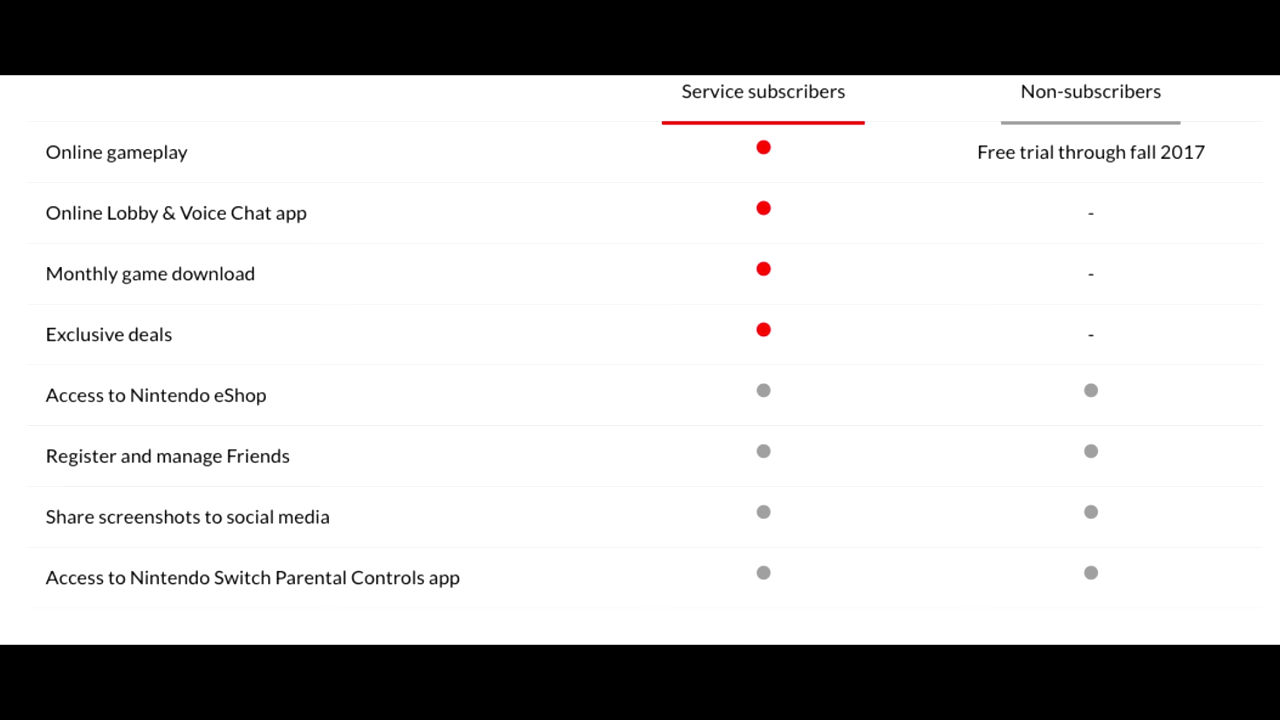 Service subscribers Non-subscribers
Online gameplay Free trial through fall 2017
Online Lobby & Voice Chat app -
Monthly game download -
Exclusive deals -
Access to Nintendo eShop
Register and manage Friends
Share screenshots to social media
Access to Nintendo Switch Parental Controls app